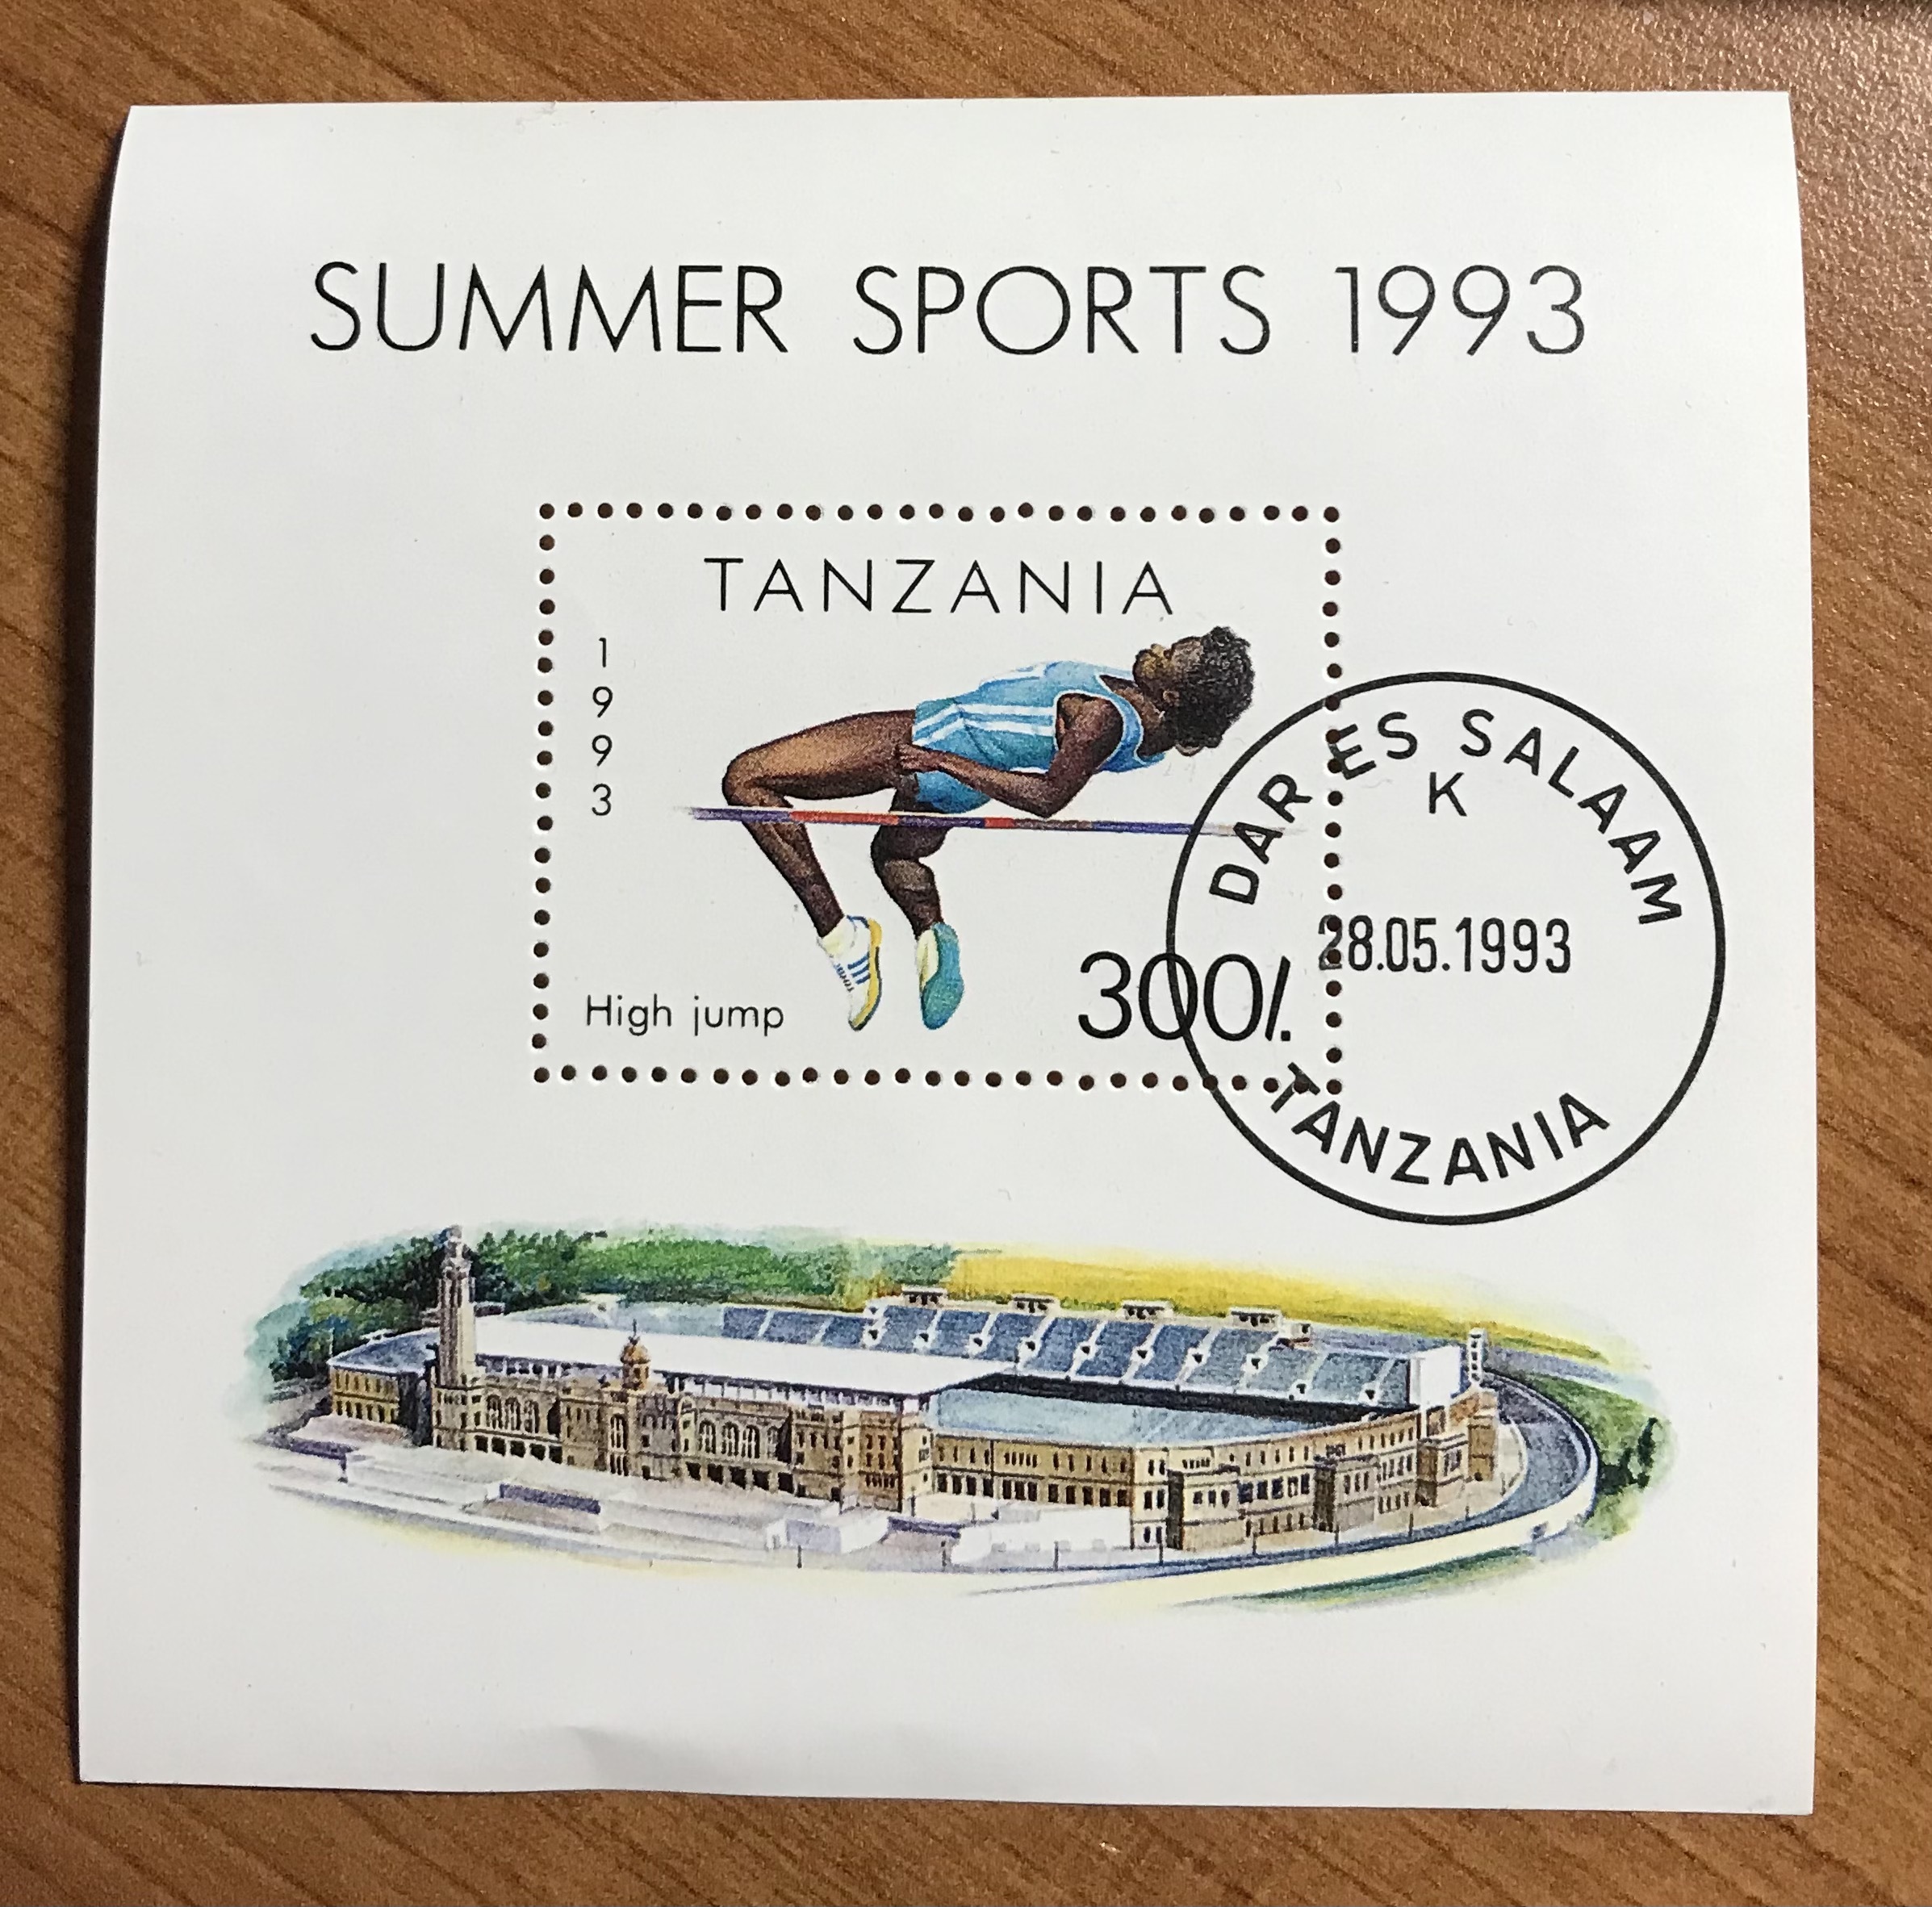 SUMMER SPORTS 1993
TANZANIA
1
9
9
3
High jump
300/.
DAR ES SALAAM
K
28.05.1993
TANZANIA